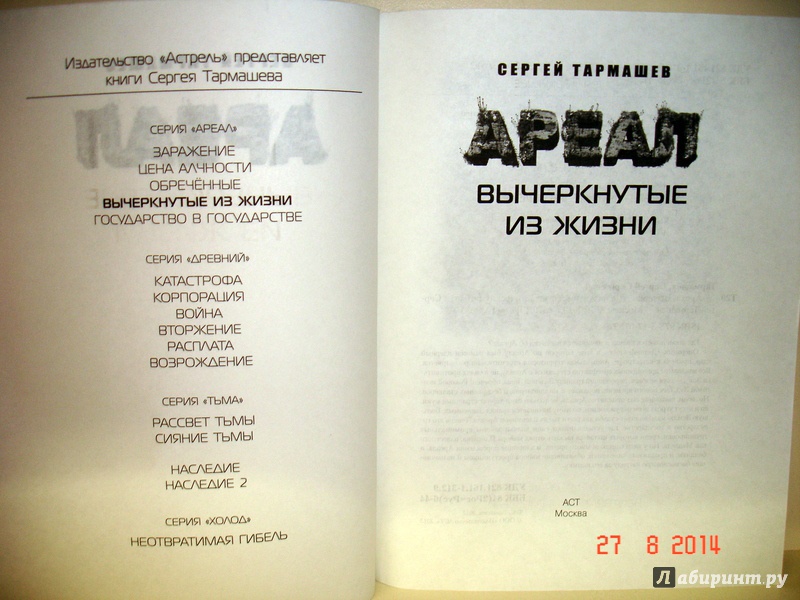 Издательство «Астрель» представляет
книги Сергея Тармашева
СЕРИЯ «АРЕАЛ»
ЗАРАЖЕНИЕ
ЦЕНА АЛЧНОСТИ
ОБРЕЧЁННЫЕ
ВЫЧЕРКНУТЫЕ ИЗ ЖИЗНИ
ГОСУДАРСТВО В ГОСУДАРСТВЕ
СЕРИЯ «ДРЕВНИЙ»
КАТАСТРОФА
КОРПОРАЦИЯ
ВОЙНА
ВТОРЖЕНИЕ
РАСПЛАТА
ВОЗРОЖДЕНИЕ
СЕРИЯ «ТЬМА»
РАССВЕТ ТЬМЫ
СИЯНИЕ ТЬМЫ
НАСЛЕДИЕ
НАСЛЕДИЕ 2
СЕРИЯ «ХОЛОД»
НЕОТВРАТИМАЯ ГИБЕЛЬ
СЕРГЕЙ ТАРМАШЕВ
АРЕАЛ
ВЫЧЕРКНУТЫЕ
ИЗ ЖИЗНИ
АСТ
Москва
27 8 2014
Лабиринт.ру